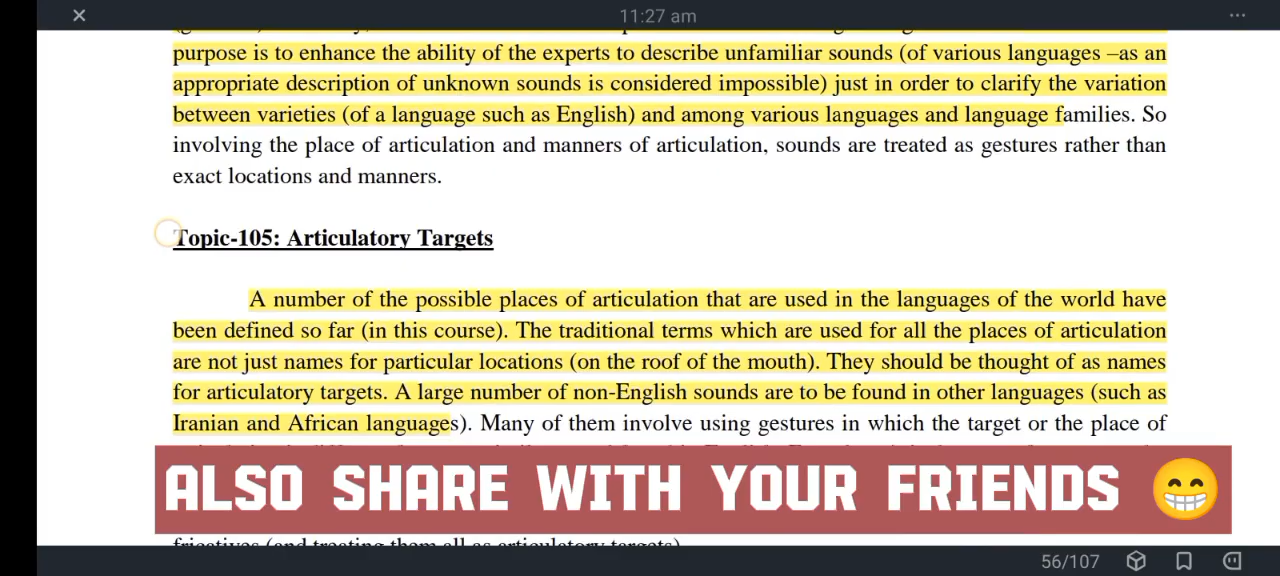 11:27 am
purpose is to enhance the ability of the experts to describe unfamiliar sounds (of various languages –as an
appropriate description of unknown sounds is considered impossible) just in order to clarify the variation
between varieties (of a language such as English) and among various languages and language families. So
involving the place of articulation and manners of articulation, sounds are treated as gestures rather than
exact locations and manners.
Topic-105: Articulatory Targets
A number of the possible places of articulation that are used in the languages of the world have
been defined so far (in this course). The traditional terms which are used for all the places of articulation
are not just names for particular locations (on the roof of the mouth). They should be thought of as names
for articulatory targets. A large number of non-English sounds are to be found in other languages (such as
Iranian and African languages). Many of them involve using gestures in which the target or the place of
ALSO SHARE WITH YOUR FRIENDS 😁
fricatives (and treating them all as articulatory targets).
56/107